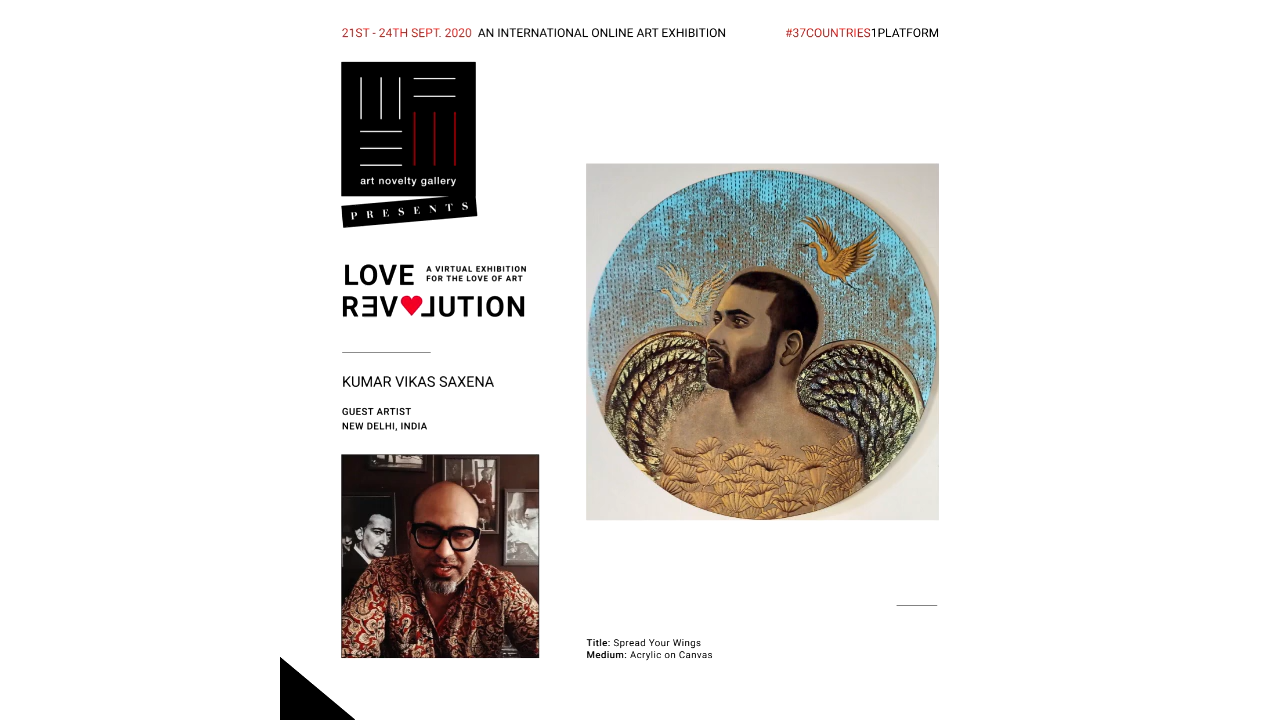 21ST - 24TH SEPT. 2020 AN INTERNATIONAL ONLINE ART EXHIBITION
#37COUNTRIES1PLATFORM
art novelty gallery
PRESENTS
LOVE
A VIRTUAL EXHIBITION
FOR THE LOVE OF ART
REV♥LUTION
KUMAR VIKAS SAXENA
GUEST ARTIST
NEW DELHI, INDIA
Title: Spread Your Wings
Medium: Acrylic on Canvas